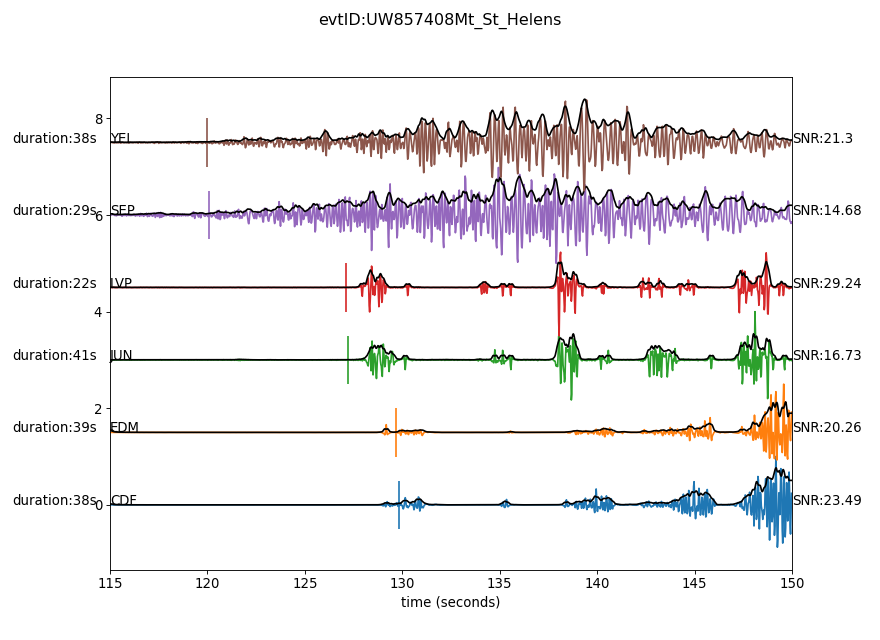 evtID:UW857408Mt_St_Helens
8
duration:38s YEL SNR:21.3
duration:29s SEP SNR:14.68
6
duration:22s LVP SNR:29.24
4
duration:41s JUN SNR:16.73
2
duration:39s EDM SNR:20.26
duration:38s CDF SNR:23.49
0
115 120 125 130 135 140 145 150
time (seconds)